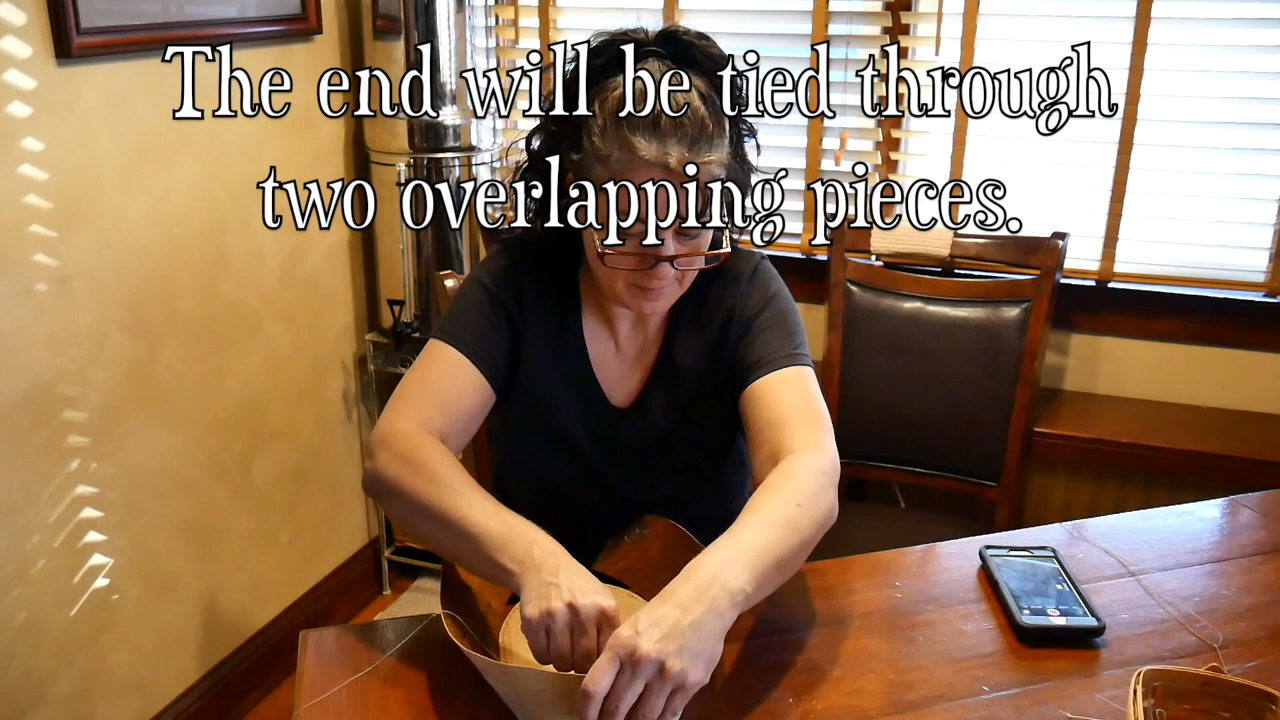 The end will be tied through
two overlapping pieces.